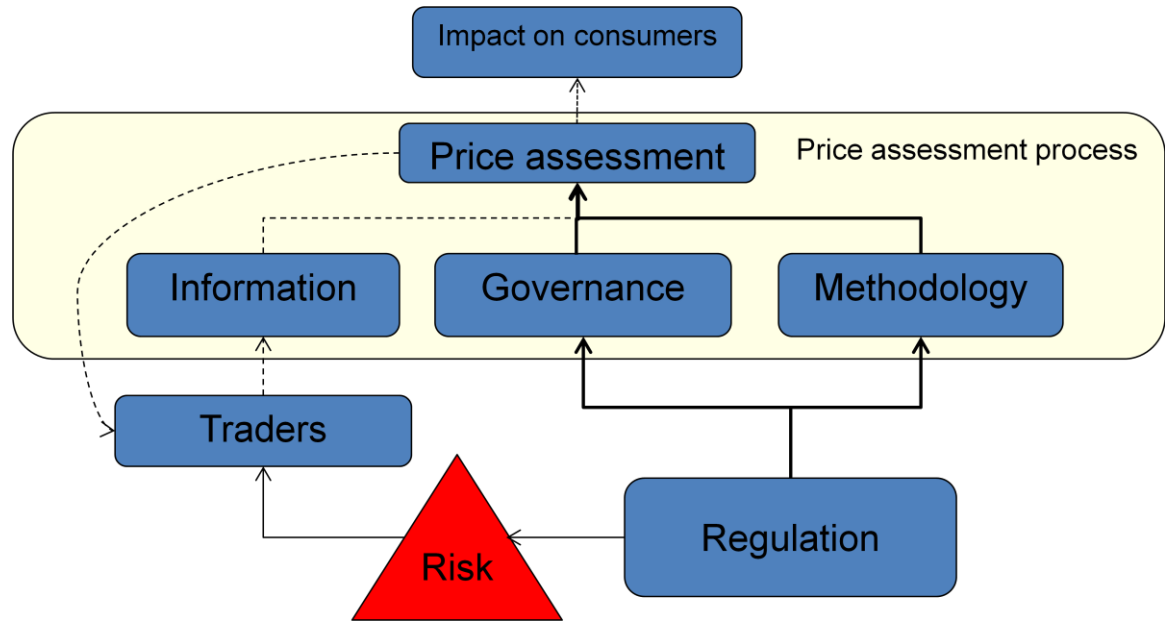 Impact on consumers
Price assessment
Price assessment process
Information
Governance
Methodology
Traders
Risk
Regulation